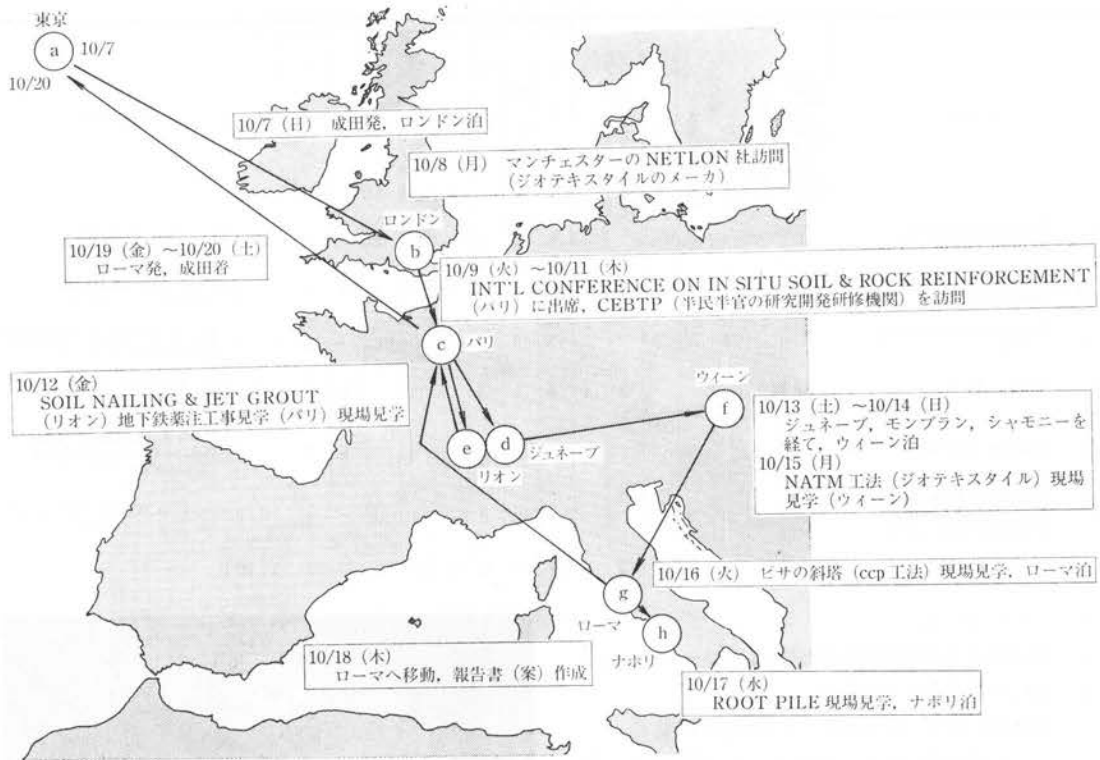 東京
a 10/7
10/20
10/7（日） 成田発，ロンドン泊
10/8（月） マンチェスターの NETLON 社訪問
（ジオテキスタイルのメーカ）
ロンドン
b
10/19（金）～10/20（土）
ローマ発，成田着
10/9（火）～10/11（木）
INT'L CONFERENCE ON IN SITU SOIL & ROCK REINFORCEMENT
（パリ）に出席，CEBTP（半民半官の研究開発研修機関）を訪問
c パリ
10/12（金）
SOIL NAILING & JET GROUT
（リオン）地下鉄薬注工事見学（パリ）現場見学
ウィーン
f
10/13（土）～10/14（日）
ジュネーブ，モンブラン，シャモニーを
経て，ウィーン泊
10/15（月）
NATM 工法（ジオテキスタイル）現場
見学（ウィーン）
e d ジュネーブ
リオン
10/16（火） ピサの斜塔（ccp 工法）現場見学，ローマ泊
g
ローマ
h
ナポリ
10/18（木）
ローマへ移動，報告書（案）作成
10/17（水）
ROOT PILE 現場見学，ナポリ泊